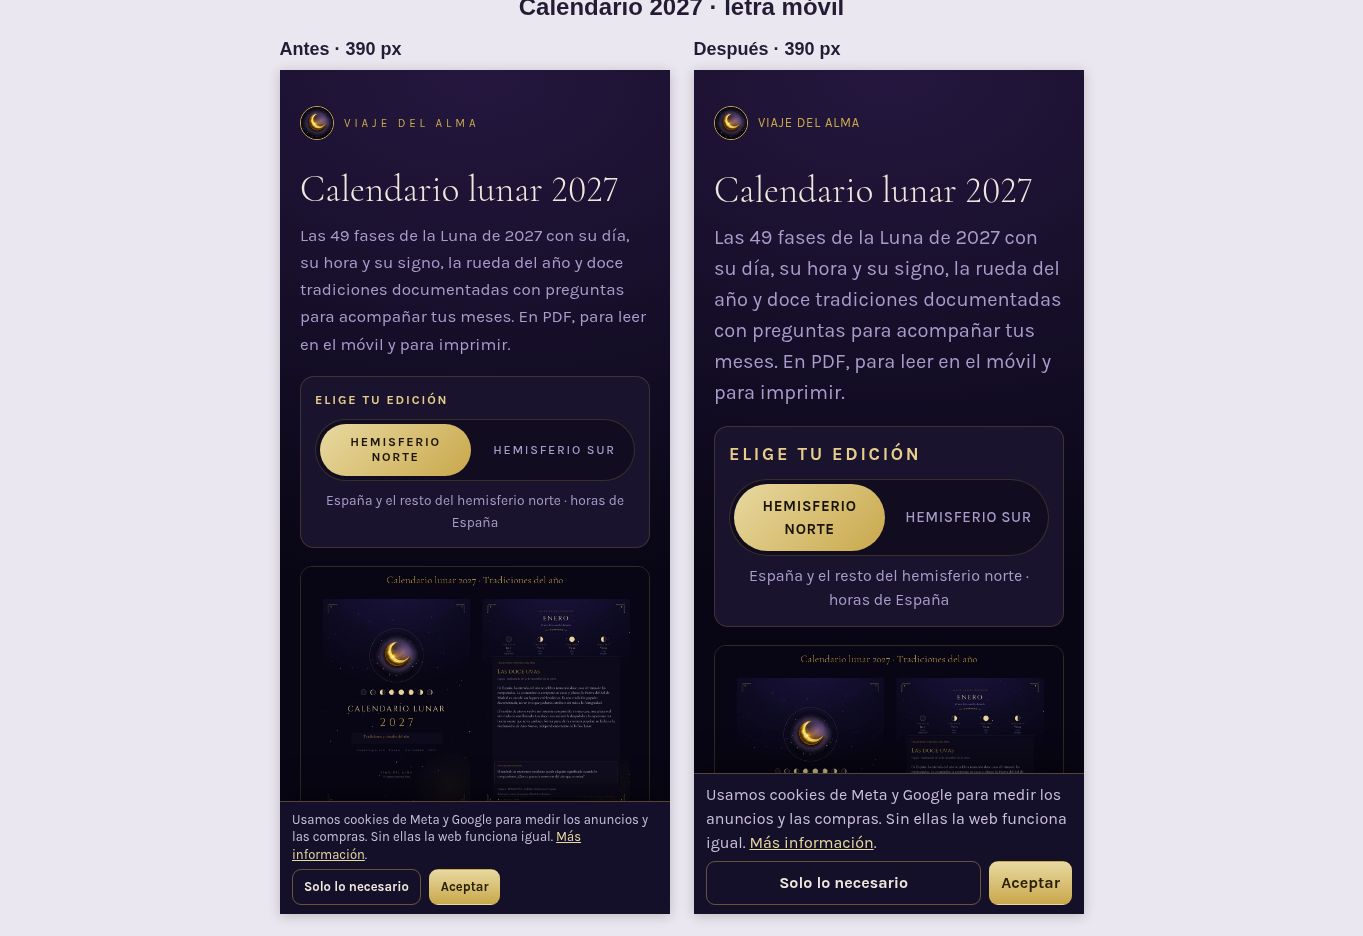 Calendario 2027 · letra móvil
Antes · 390 px
VIAJE DEL ALMA
Calendario lunar 2027
Las 49 fases de la Luna de 2027 con su día,
su hora y su signo, la rueda del año y doce
tradiciones documentadas con preguntas
para acompañar tus meses. En PDF, para leer
en el móvil y para imprimir.
ELIGE TU EDICIÓN
HEMISFERIO
NORTE
HEMISFERIO SUR
España y el resto del hemisferio norte · horas de
España
Calendario lunar 2027 · Tradiciones del año
CALENDARIO LUNAR
2027
ENERO
LAS DOCE UVAS
Usamos cookies de Meta y Google para medir los anuncios y
las compras. Sin ellas la web funciona igual. Más
información.
Solo lo necesario
Aceptar
Después · 390 px
VIAJE DEL ALMA
Calendario lunar 2027
Las 49 fases de la Luna de 2027 con
su día, su hora y su signo, la rueda del
año y doce tradiciones documentadas
con preguntas para acompañar tus
meses. En PDF, para leer en el móvil y
para imprimir.
ELIGE TU EDICIÓN
HEMISFERIO
NORTE
HEMISFERIO SUR
España y el resto del hemisferio norte ·
horas de España
Calendario lunar 2027 · Tradiciones del año
ENERO
LAS DOCE UVAS
Usamos cookies de Meta y Google para medir los
anuncios y las compras. Sin ellas la web funciona
igual. Más información.
Solo lo necesario
Aceptar